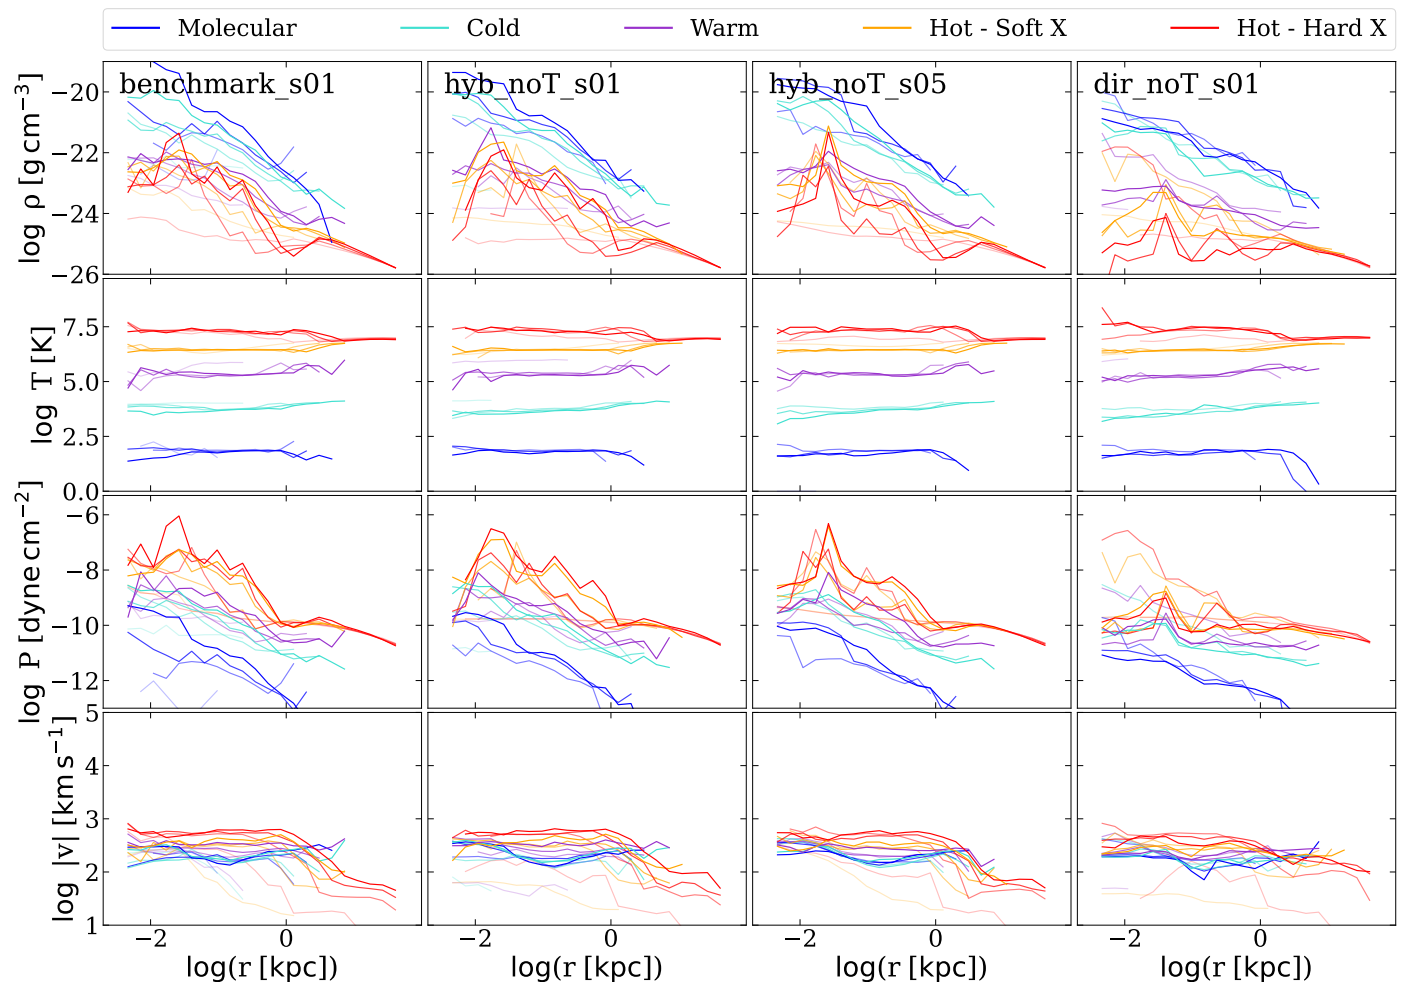 Molecular Cold Warm Hot - Soft X Hot - Hard X
benchmark_s01 hyb_noT_s01 hyb_noT_s05 dir_noT_s01
log ρ [g cm⁻³]
−20
−22
−24
−26
log T [K]
7.5
5.0
2.5
0.0
log P [dyne cm⁻²]
−6
−8
−10
−12
log |v| [km s⁻¹]
5
4
3
2
1
−2 0 −2 0 −2 0 −2 0
log(r [kpc]) log(r [kpc]) log(r [kpc]) log(r [kpc])